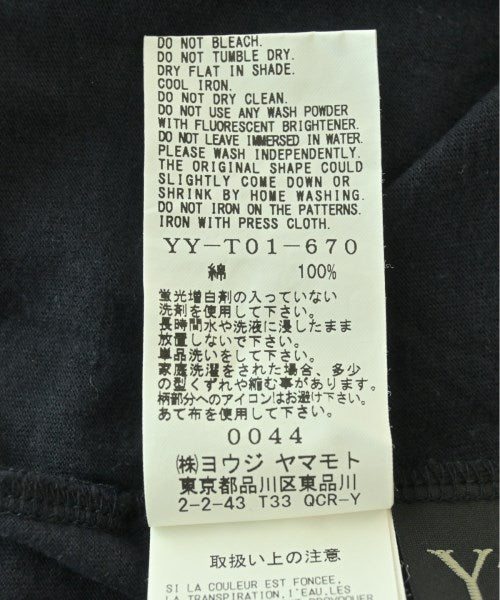 DO NOT BLEACH.
DO NOT TUMBLE DRY.
DRY FLAT IN SHADE.
COOL IRON.
DO NOT DRY CLEAN.
DO NOT USE ANY WASH POWDER
WITH FLUORESCENT BRIGHTENER.
DO NOT LEAVE IMMERSED IN WATER.
PLEASE WASH INDEPENDENTLY.
THE ORIGINAL SHAPE COULD
SLIGHTLY COME DOWN OR
SHRINK BY HOME WASHING.
DO NOT IRON ON THE PATTERNS.
IRON WITH PRESS CLOTH.
YY-T01-670
綿 100%
蛍光増白剤の入っていない
洗剤を使用して下さい。
長時間水や洗液に浸したまま
放置しないで下さい。
単品洗いをして下さい。
家庭洗濯をされた場合、多少
の型くずれや縮む事があります。
柄部分へのアイロンはお避け下さい。
あて布を使用して下さい。
0044
㈱ヨウジ ヤマモト
東京都品川区東品川
2-2-43 T33 QCR-Y
取扱い上の注意
SI LA COULEUR EST FONCEE,
LA TRANSPIRATION, L'EAU, LES
Y